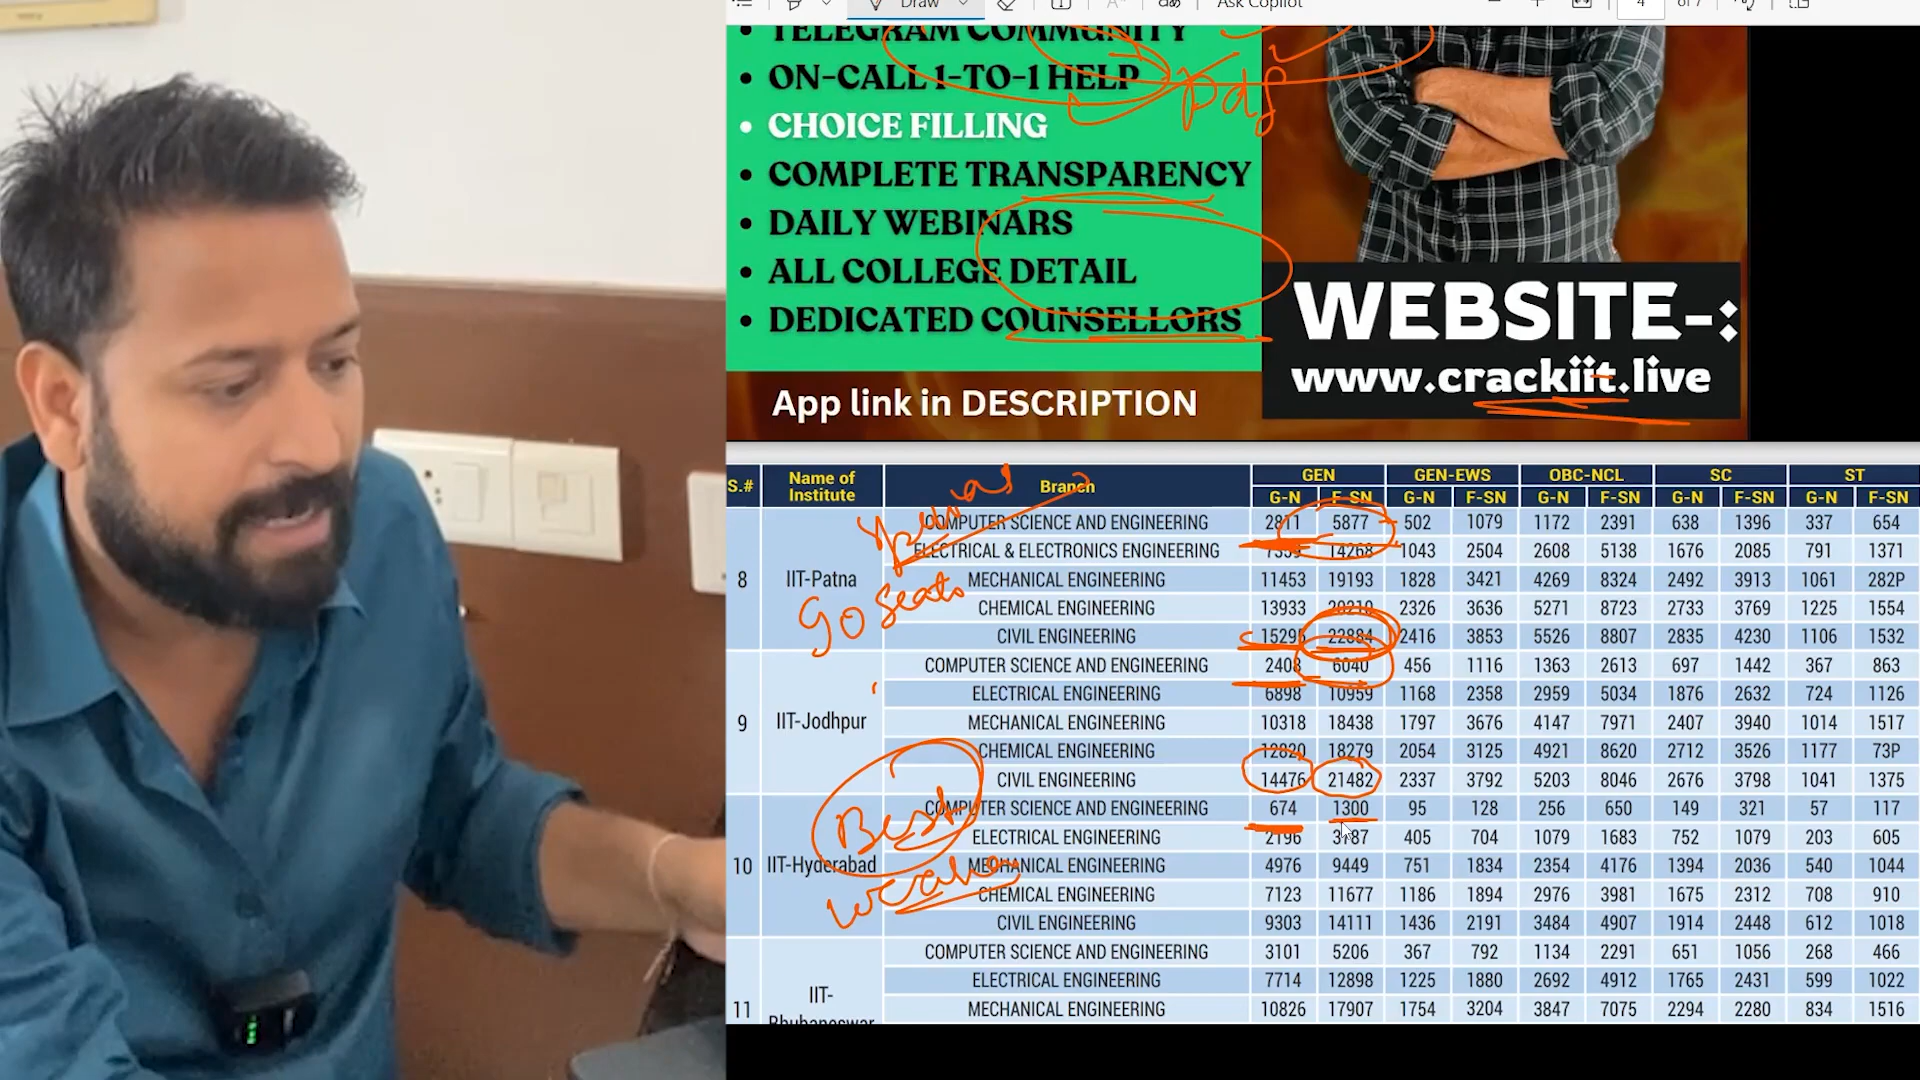 Draw
Ask Copilot
4
of 7
• TELEGRAM COMMUNITY
• ON-CALL 1-TO-1 HELP
pdf
• CHOICE FILLING
• COMPLETE TRANSPARENCY
• DAILY WEBINARS
• ALL COLLEGE DETAIL
• DEDICATED COUNSELLORS
WEBSITE-:
www.crackiit.live
App link in DESCRIPTION
S.# Name of Institute Branch GEN GEN-EWS OBC-NCL SC ST
G-N F-SN G-N F-SN G-N F-SN G-N F-SN G-N F-SN
COMPUTER SCIENCE AND ENGINEERING 2811 5877 502 1079 1172 2391 638 1396 337 654
ELECTRICAL & ELECTRONICS ENGINEERING 14268 1043 2504 2608 5138 1676 2085 791 1371
8 IIT-Patna MECHANICAL ENGINEERING 11453 19193 1828 3421 4269 8324 2492 3913 1061 282P
90 Seats
CHEMICAL ENGINEERING 13933 2326 3636 5271 8723 2733 3769 1225 1554
CIVIL ENGINEERING 15295 22884 2416 3853 5526 8807 2835 4230 1106 1532
COMPUTER SCIENCE AND ENGINEERING 2408 6040 456 1116 1363 2613 697 1442 367 863
ELECTRICAL ENGINEERING 6898 10959 1168 2358 2959 5034 1876 2632 724 1126
9 IIT-Jodhpur MECHANICAL ENGINEERING 10318 18438 1797 3676 4147 7971 2407 3940 1014 1517
CHEMICAL ENGINEERING 12820 18279 2054 3125 4921 8620 2712 3526 1177 73P
CIVIL ENGINEERING 14476 21482 2337 3792 5203 8046 2676 3798 1041 1375
Best
COMPUTER SCIENCE AND ENGINEERING 674 1300 95 128 256 650 149 321 57 117
ELECTRICAL ENGINEERING 2196 3787 405 704 1079 1683 752 1079 203 605
10 IIT-Hyderabad MECHANICAL ENGINEERING 4976 9449 751 1834 2354 4176 1394 2036 540 1044
CHEMICAL ENGINEERING 7123 11677 1186 1894 2976 3981 1675 2312 708 910
CIVIL ENGINEERING 9303 14111 1436 2191 3484 4907 1914 2448 612 1018
COMPUTER SCIENCE AND ENGINEERING 3101 5206 367 792 1134 2291 651 1056 268 466
ELECTRICAL ENGINEERING 7714 12898 1225 1880 2692 4912 1765 2431 599 1022
11 IIT-Bhubaneswar MECHANICAL ENGINEERING 10826 17907 1754 3204 3847 7075 2294 2280 834 1516